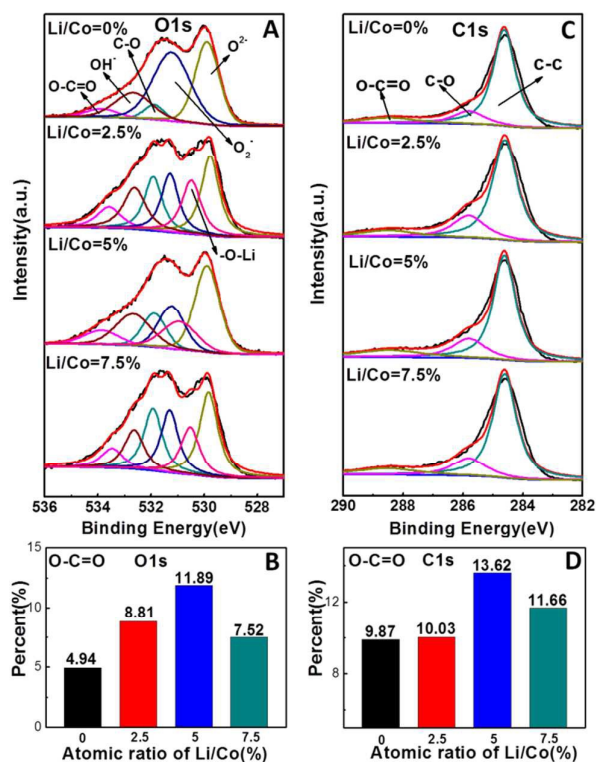 Li/Co=0%
O1s
A
C-O
O²⁻
OH⁻
O-C=O
O₂⁻
Li/Co=2.5%
-O-Li
Li/Co=5%
Li/Co=7.5%
Intensity(a.u.)
536 534 532 530 528
Binding Energy(eV)
Li/Co=0%
C1s
C
O-C=O
C-O
C-C
Li/Co=2.5%
Li/Co=5%
Li/Co=7.5%
Intensity(a.u.)
290 288 286 284 282
Binding Energy(eV)
O-C=O O1s B
15
10
5
0
Percent(%)
4.94
8.81
11.89
7.52
0 2.5 5 7.5
Atomic ratio of Li/Co(%)
O-C=O C1s D
12
9
Percent(%)
9.87
10.03
13.62
11.66
0 2.5 5 7.5
Atomic ratio of Li/Co(%)